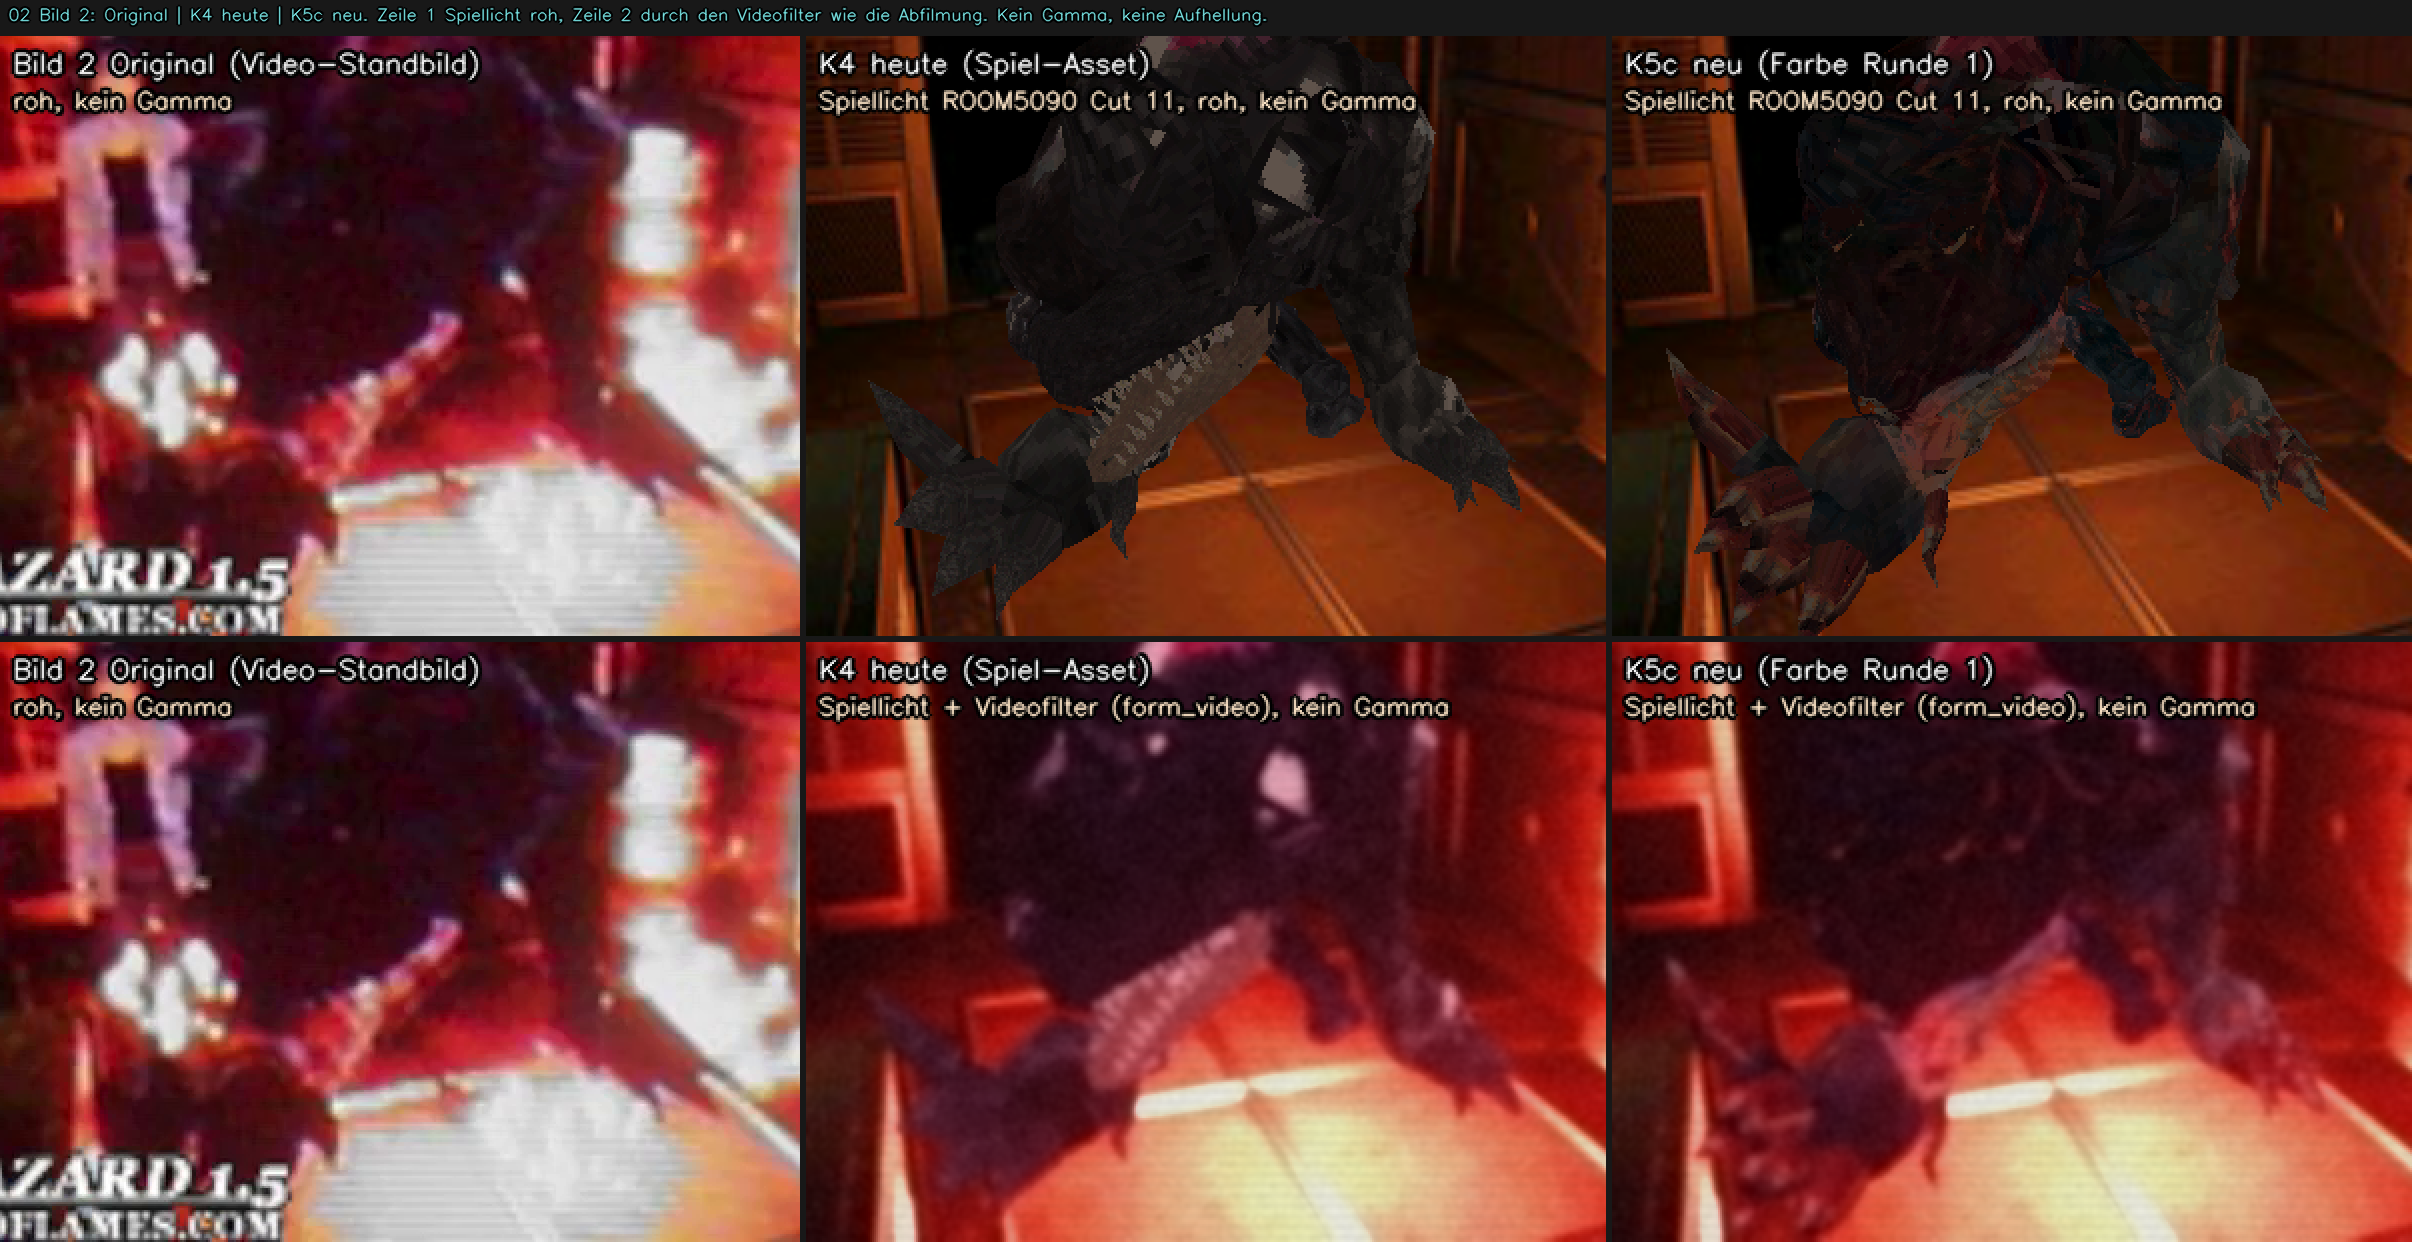 02 Bild 2: Original | K4 heute | K5c neu. Zeile 1 Spiellicht roh, Zeile 2 durch den Videofilter wie die Abfilmung. Kein Gamma, keine Aufhellung.
Bild 2 Original (Video-Standbild)
roh, kein Gamma
K4 heute (Spiel-Asset)
Spiellicht ROOM5090 Cut 11, roh, kein Gamma
K5c neu (Farbe Runde 1)
Spiellicht ROOM5090 Cut 11, roh, kein Gamma
AZARD 1.5
OFLAMES.COM
Bild 2 Original (Video-Standbild)
roh, kein Gamma
K4 heute (Spiel-Asset)
Spiellicht + Videofilter (form_video), kein Gamma
K5c neu (Farbe Runde 1)
Spiellicht + Videofilter (form_video), kein Gamma
AZARD 1.5
OFLAMES.COM